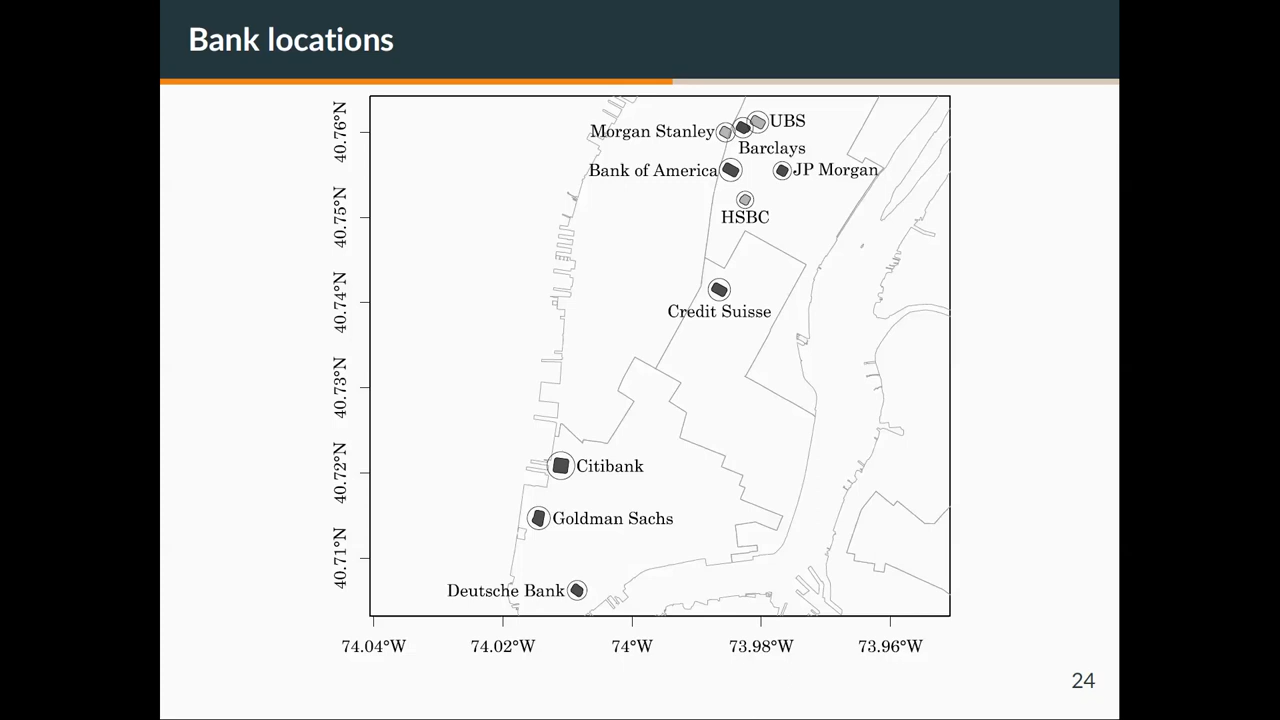 Bank locations
40.76°N
40.75°N
40.74°N
40.73°N
40.72°N
40.71°N
UBS
Morgan Stanley
Barclays
Bank of America
JP Morgan
HSBC
Credit Suisse
Citibank
Goldman Sachs
Deutsche Bank
74.04°W
74.02°W
74°W
73.98°W
73.96°W
24